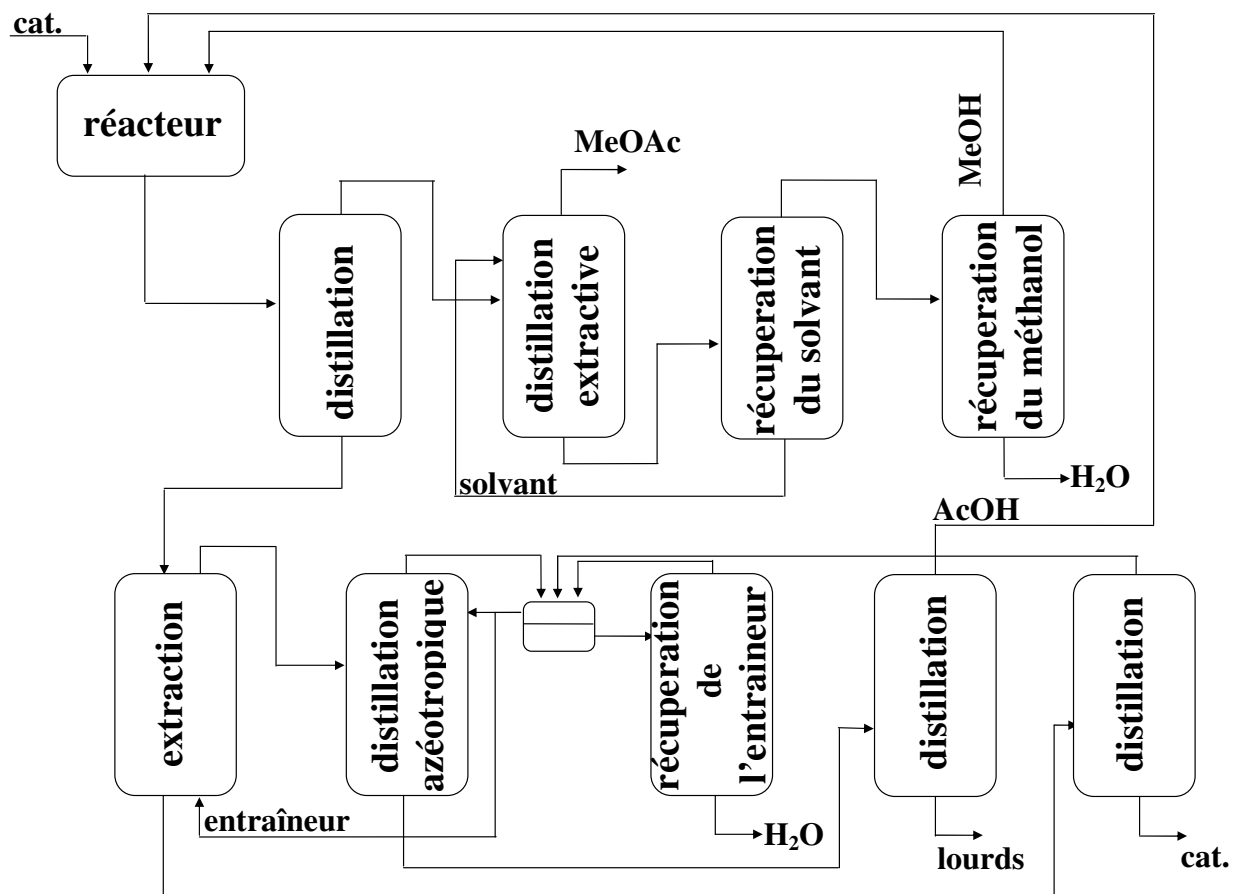 cat.
réacteur
MeOAc
MeOH
distillation
distillation
extractive
récuperation
du solvant
récuperation
du méthanol
solvant
H₂O
AcOH
extraction
distillation
azéotropique
récuperation
de
l’entraineur
distillation
distillation
entraîneur
H₂O
lourds
cat.